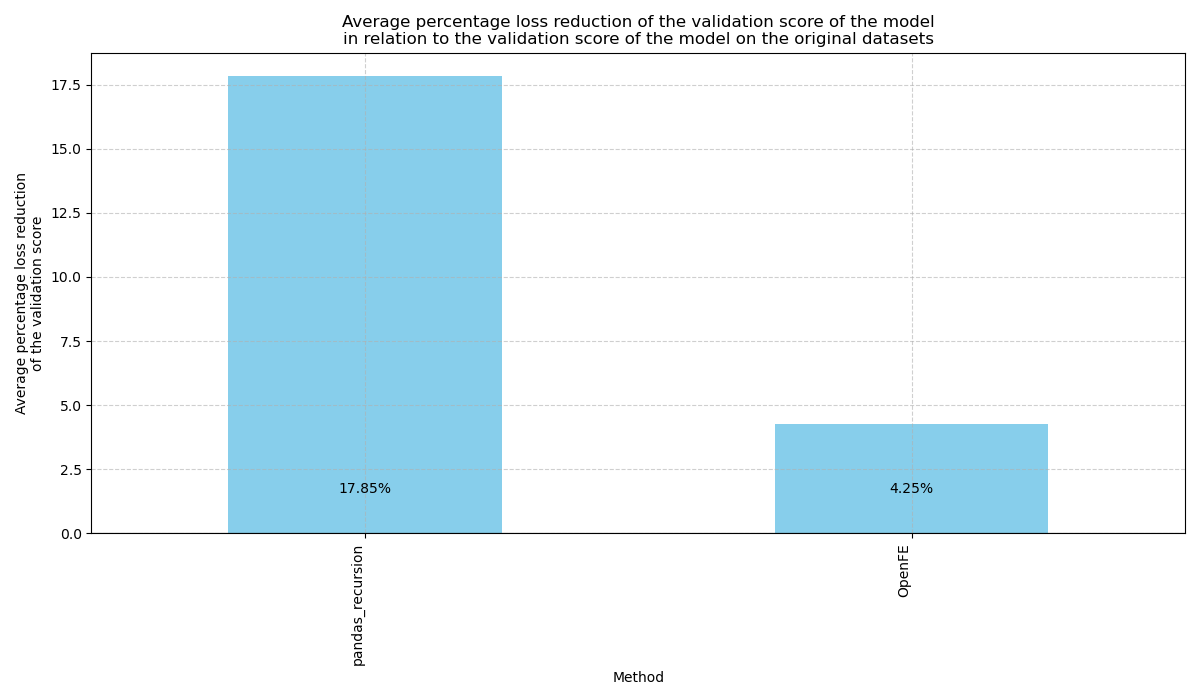 Average percentage loss reduction of the validation score of the model
in relation to the validation score of the model on the original datasets
Average percentage loss reduction
of the validation score
17.5
15.0
12.5
10.0
7.5
5.0
2.5
0.0
17.85%
4.25%
pandas_recursion
OpenFE
Method